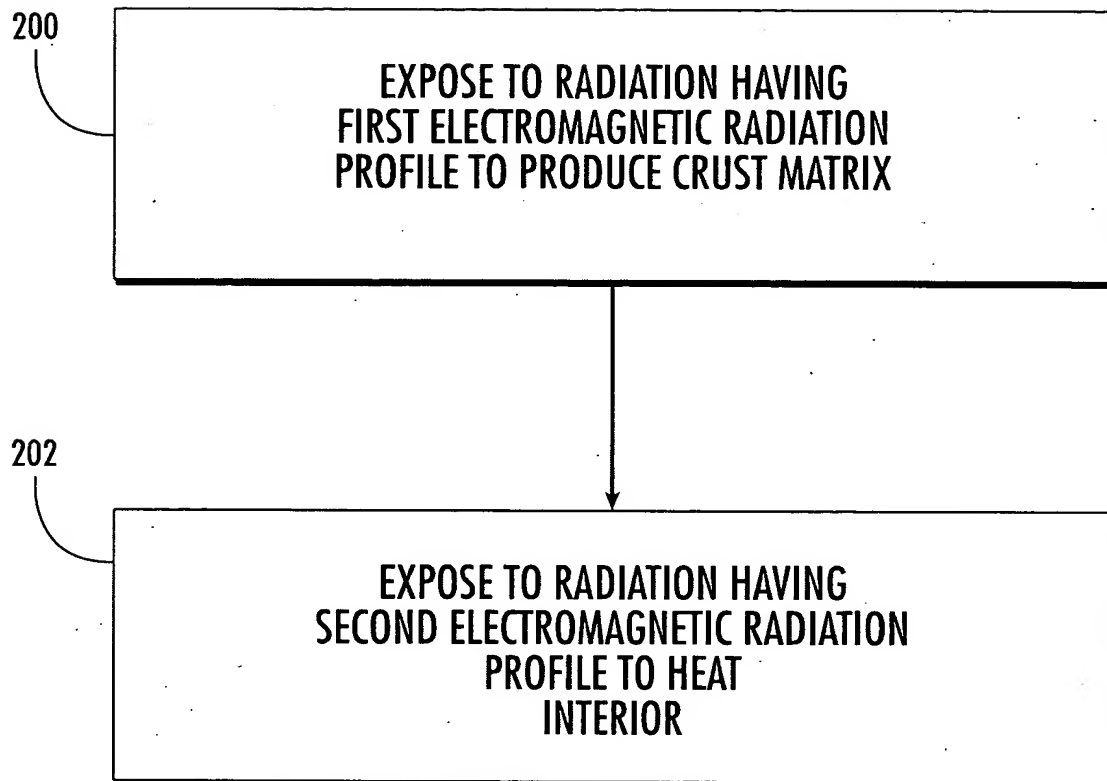 200
EXPOSE TO RADIATION HAVING
FIRST ELECTROMAGNETIC RADIATION
PROFILE TO PRODUCE CRUST MATRIX
202
EXPOSE TO RADIATION HAVING
SECOND ELECTROMAGNETIC RADIATION
PROFILE TO HEAT
INTERIOR